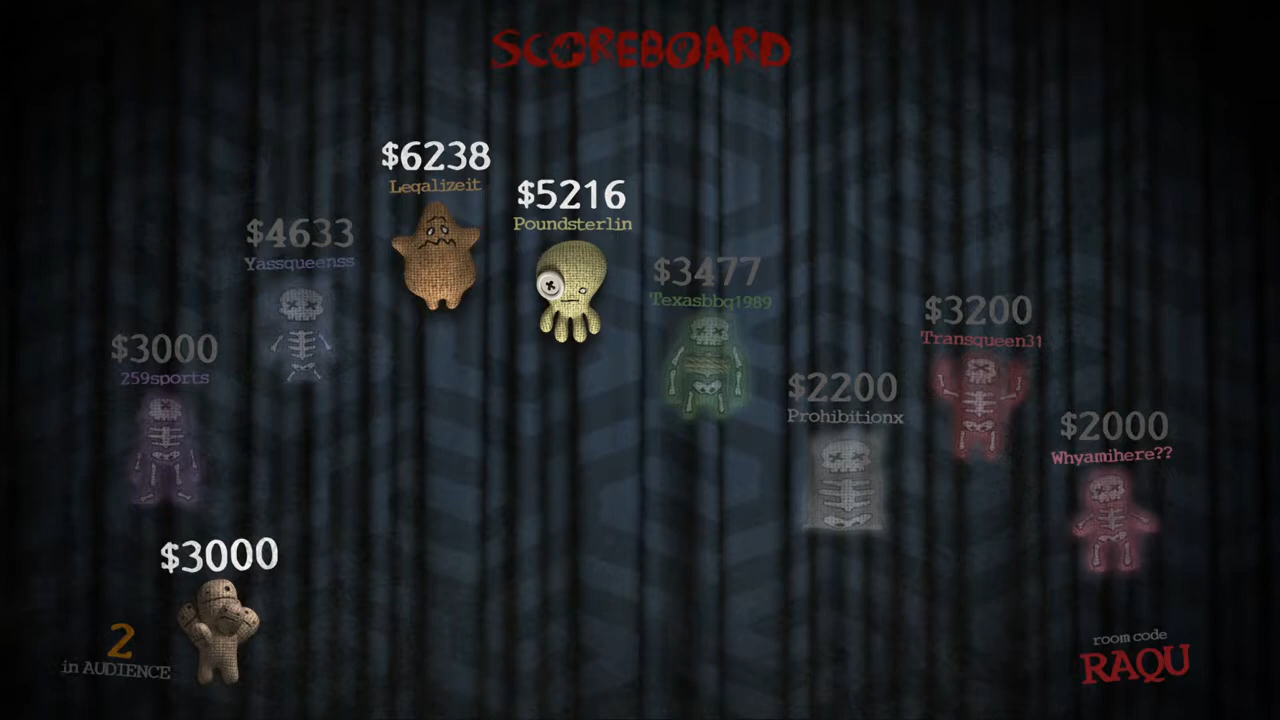 SCOREBOARD
$6238
Legalizeit
$5216
Poundsterlin
$4633
Yassqueenss
$3477
Texasbbq1989
$3200
Transqueen31
$3000
259sports
$2200
Prohibitionx
$2000
Whyamihere??
$3000
2
in AUDIENCE
room code
RAQU